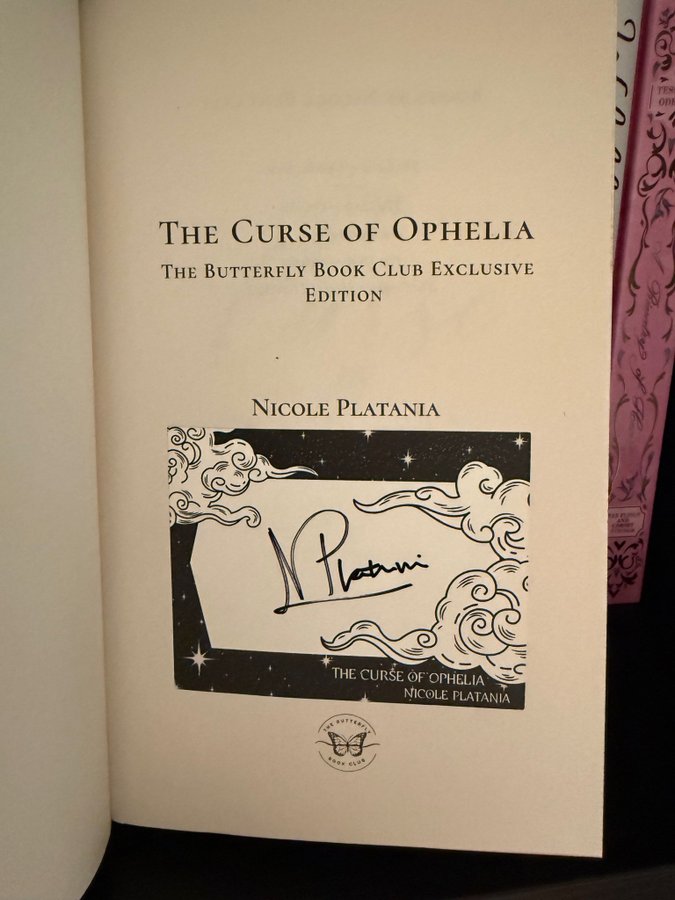 THE CURSE OF OPHELIA
THE BUTTERFLY BOOK CLUB EXCLUSIVE
EDITION
NICOLE PLATANIA
N Platani
THE CURSE OF OPHELIA
NICOLE PLATANIA
THE BUTTERFLY
BOOK CLUB